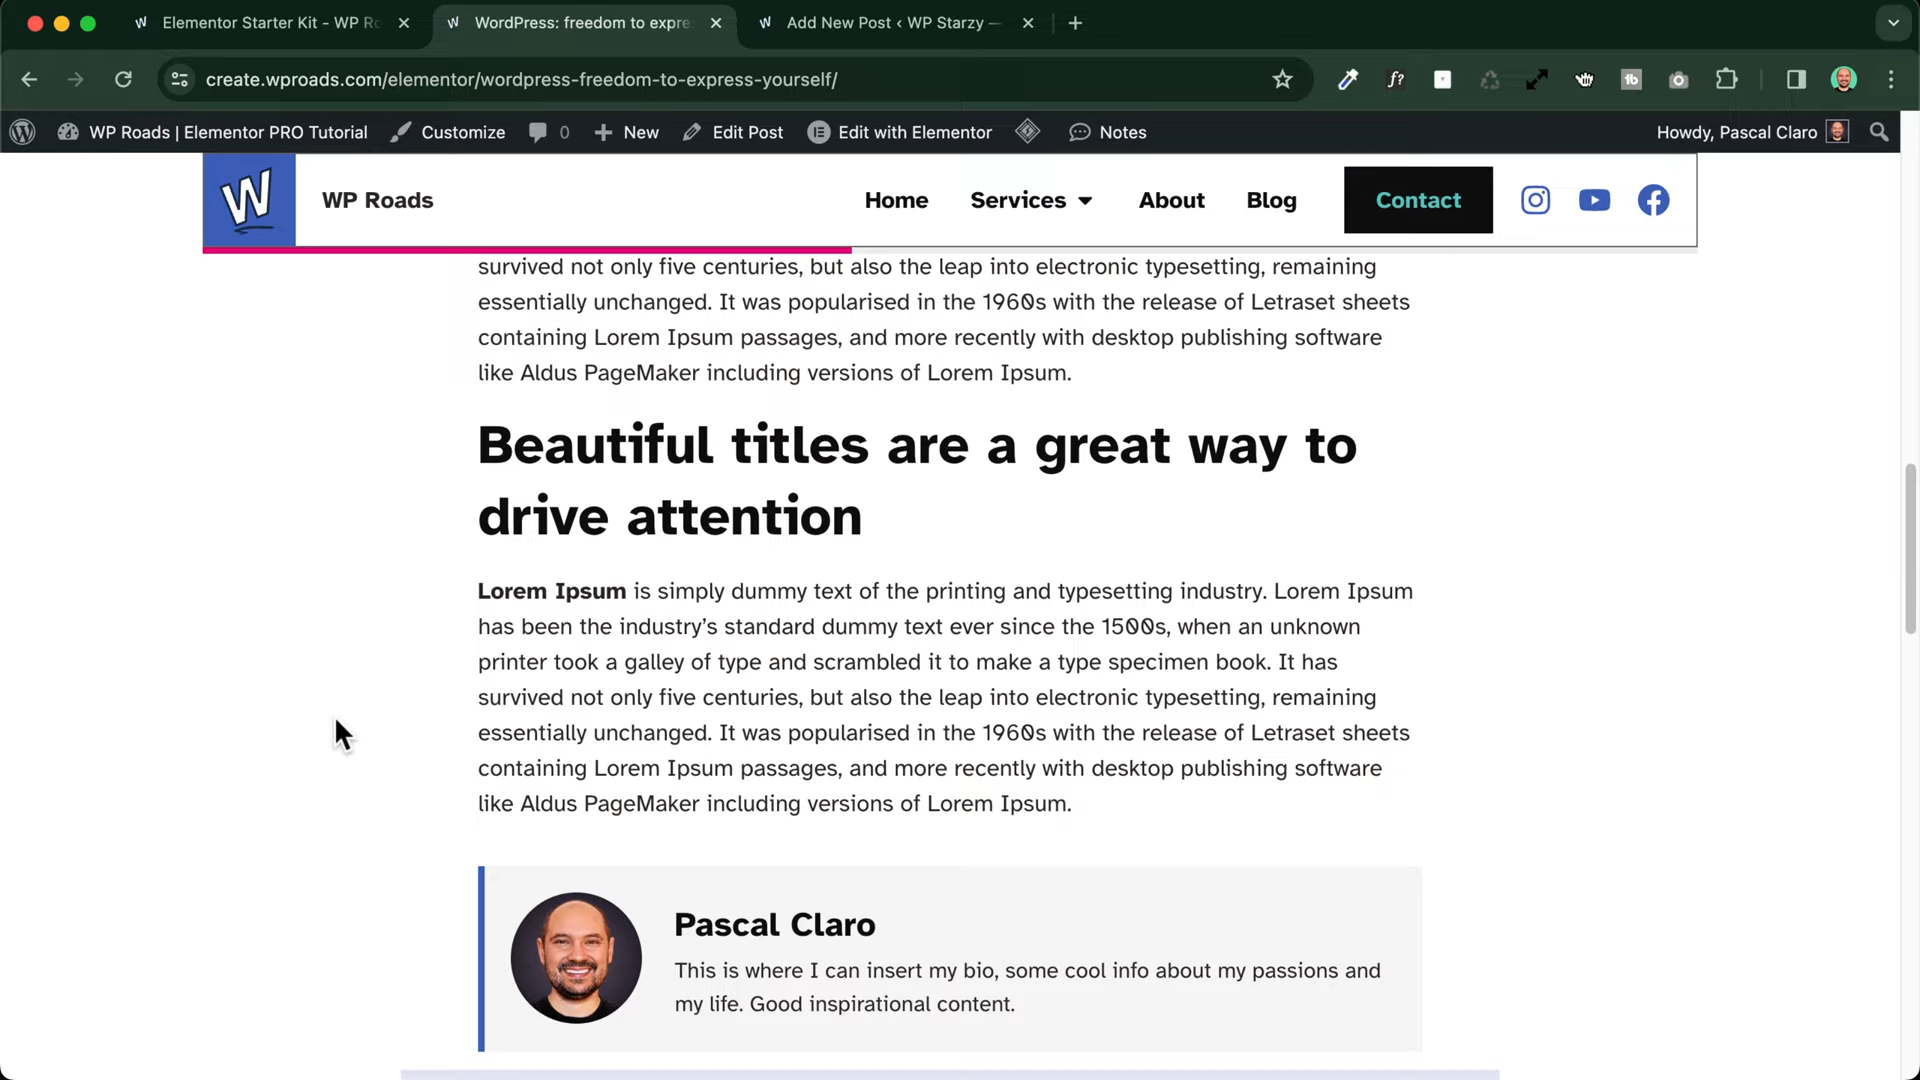 Elementor Starter Kit - WP Ro
WordPress: freedom to expre
Add New Post ‹ WP Starzy —
create.wproads.com/elementor/wordpress-freedom-to-express-yourself/
f?
tb
WP Roads | Elementor PRO Tutorial
Customize
0
New
Edit Post
Edit with Elementor
Notes
Howdy, Pascal Claro
W
WP Roads
Home
Services
About
Blog
Contact
survived not only five centuries, but also the leap into electronic typesetting, remaining
essentially unchanged. It was popularised in the 1960s with the release of Letraset sheets
containing Lorem Ipsum passages, and more recently with desktop publishing software
like Aldus PageMaker including versions of Lorem Ipsum.
Beautiful titles are a great way to
drive attention
Lorem Ipsum is simply dummy text of the printing and typesetting industry. Lorem Ipsum
has been the industry’s standard dummy text ever since the 1500s, when an unknown
printer took a galley of type and scrambled it to make a type specimen book. It has
survived not only five centuries, but also the leap into electronic typesetting, remaining
essentially unchanged. It was popularised in the 1960s with the release of Letraset sheets
containing Lorem Ipsum passages, and more recently with desktop publishing software
like Aldus PageMaker including versions of Lorem Ipsum.
Pascal Claro
This is where I can insert my bio, some cool info about my passions and
my life. Good inspirational content.